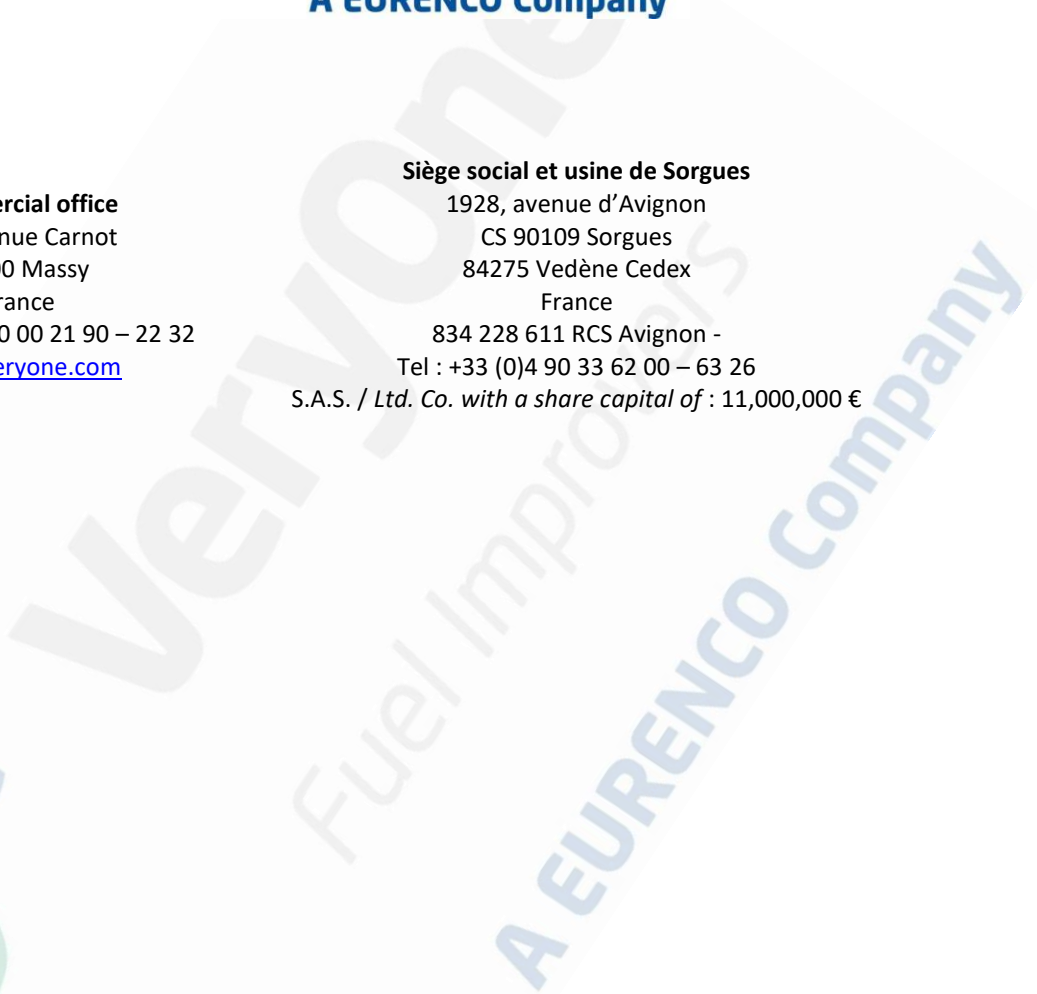 A EURENCO Company
Siège social et usine de Sorgues
1928, avenue d’Avignon
CS 90109 Sorgues
84275 Vedène Cedex
France
834 228 611 RCS Avignon -
Tel : +33 (0)4 90 33 62 00 – 63 26
S.A.S. / Ltd. Co. with a share capital of : 11,000,000 €
ercial office
nue Carnot
00 Massy
rance
0 00 21 90 – 22 32
eryone.com
VeryOne
Fuel Improvers
A EURENCO Company